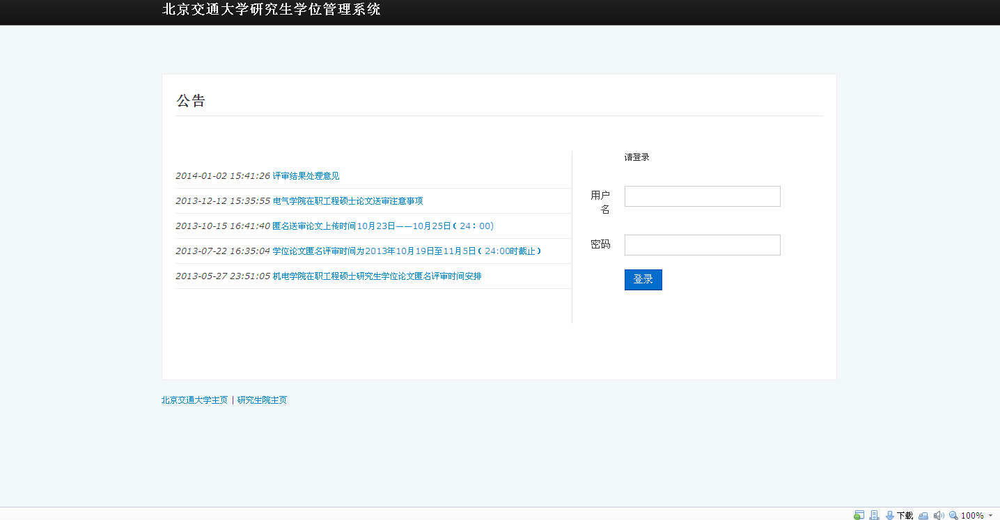 北京交通大学研究生学位管理系统
公告
2014-01-02 15:41:26 评审结果处理意见
2013-12-12 15:35:55 电气学院在职工程硕士论文送审注意事项
2013-10-15 16:41:40 匿名送审论文上传时间10月23日——10月25日（24：00）
2013-07-22 16:35:04 学位论文匿名评审时间为2013年10月19日至11月5日（24:00时截止）
2013-05-27 23:51:05 机电学院在职工程硕士研究生学位论文匿名评审时间安排
请登录
用户
名
密码
登录
北京交通大学主页 | 研究生院主页
下载 100%